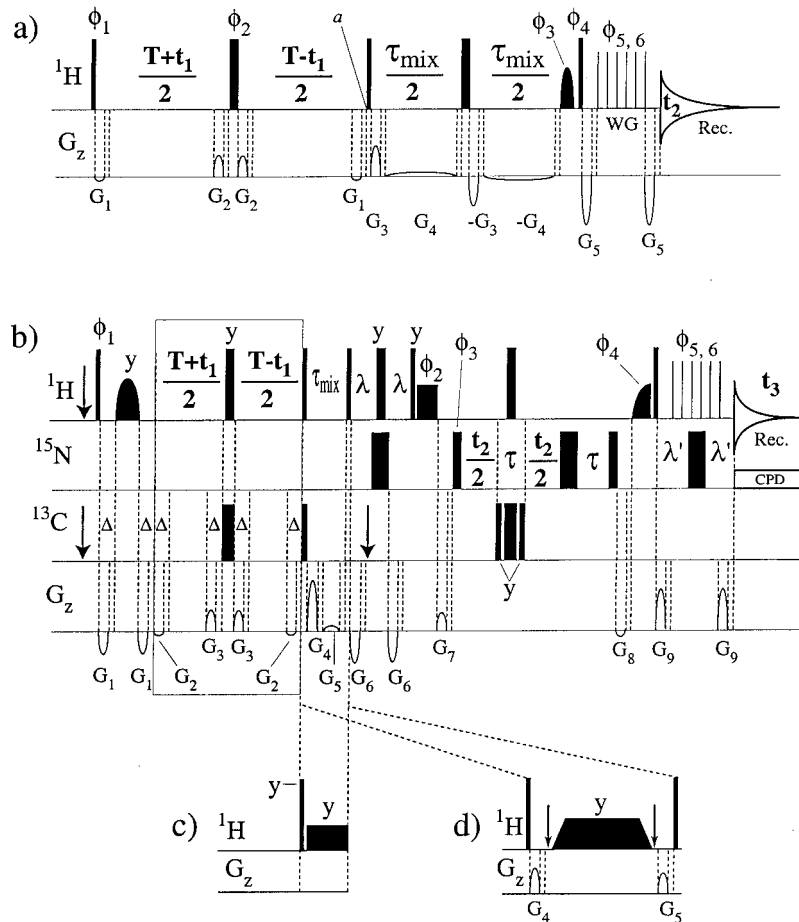 a)
ϕ1 ϕ2 a ϕ3 ϕ4 ϕ5, 6
1H T+t1/2 T-t1/2 τmix/2 τmix/2 WG t2 Rec.
Gz
G1 G2 G2 G1 G3 G4 -G3 -G4 G5 G5
b)
ϕ1 y y y y ϕ2 ϕ3 ϕ4 ϕ5, 6
1H T+t1/2 T-t1/2 τmix λ λ t3 Rec.
15N t2/2 τ t2/2 τ λ' λ' CPD
13C Δ Δ Δ Δ Δ Δ y
Gz
G1 G1 G2 G3 G3 G2 G4 G5 G6 G6 G7 G8 G9 G9
c) y y
1H
Gz
d) y
1H
Gz
G4 G5